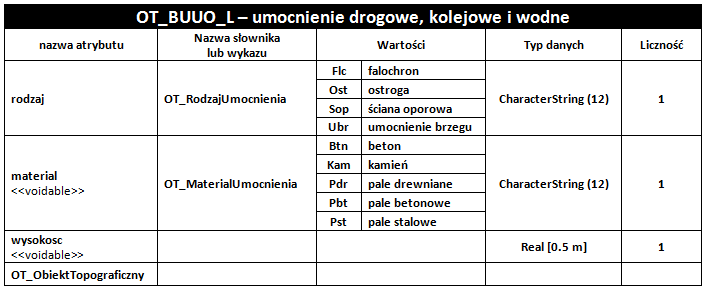 OT_BUUO_L – umocnienie drogowe, kolejowe i wodne
nazwa atrybutu Nazwa słownika lub wykazu Wartości Typ danych Liczność
rodzaj OT_RodzajUmocnienia CharacterString (12) 1
Flc falochron
Ost ostroga
Sop ściana oporowa
Ubr umocnienie brzegu
material <<voidable>> OT_MaterialUmocnienia CharacterString (12) 1
Btn beton
Kam kamień
Pdr pale drewniane
Pbt pale betonowe
Pst pale stalowe
wysokosc <<voidable>> Real [0.5 m] 1
OT_ObiektTopograficzny